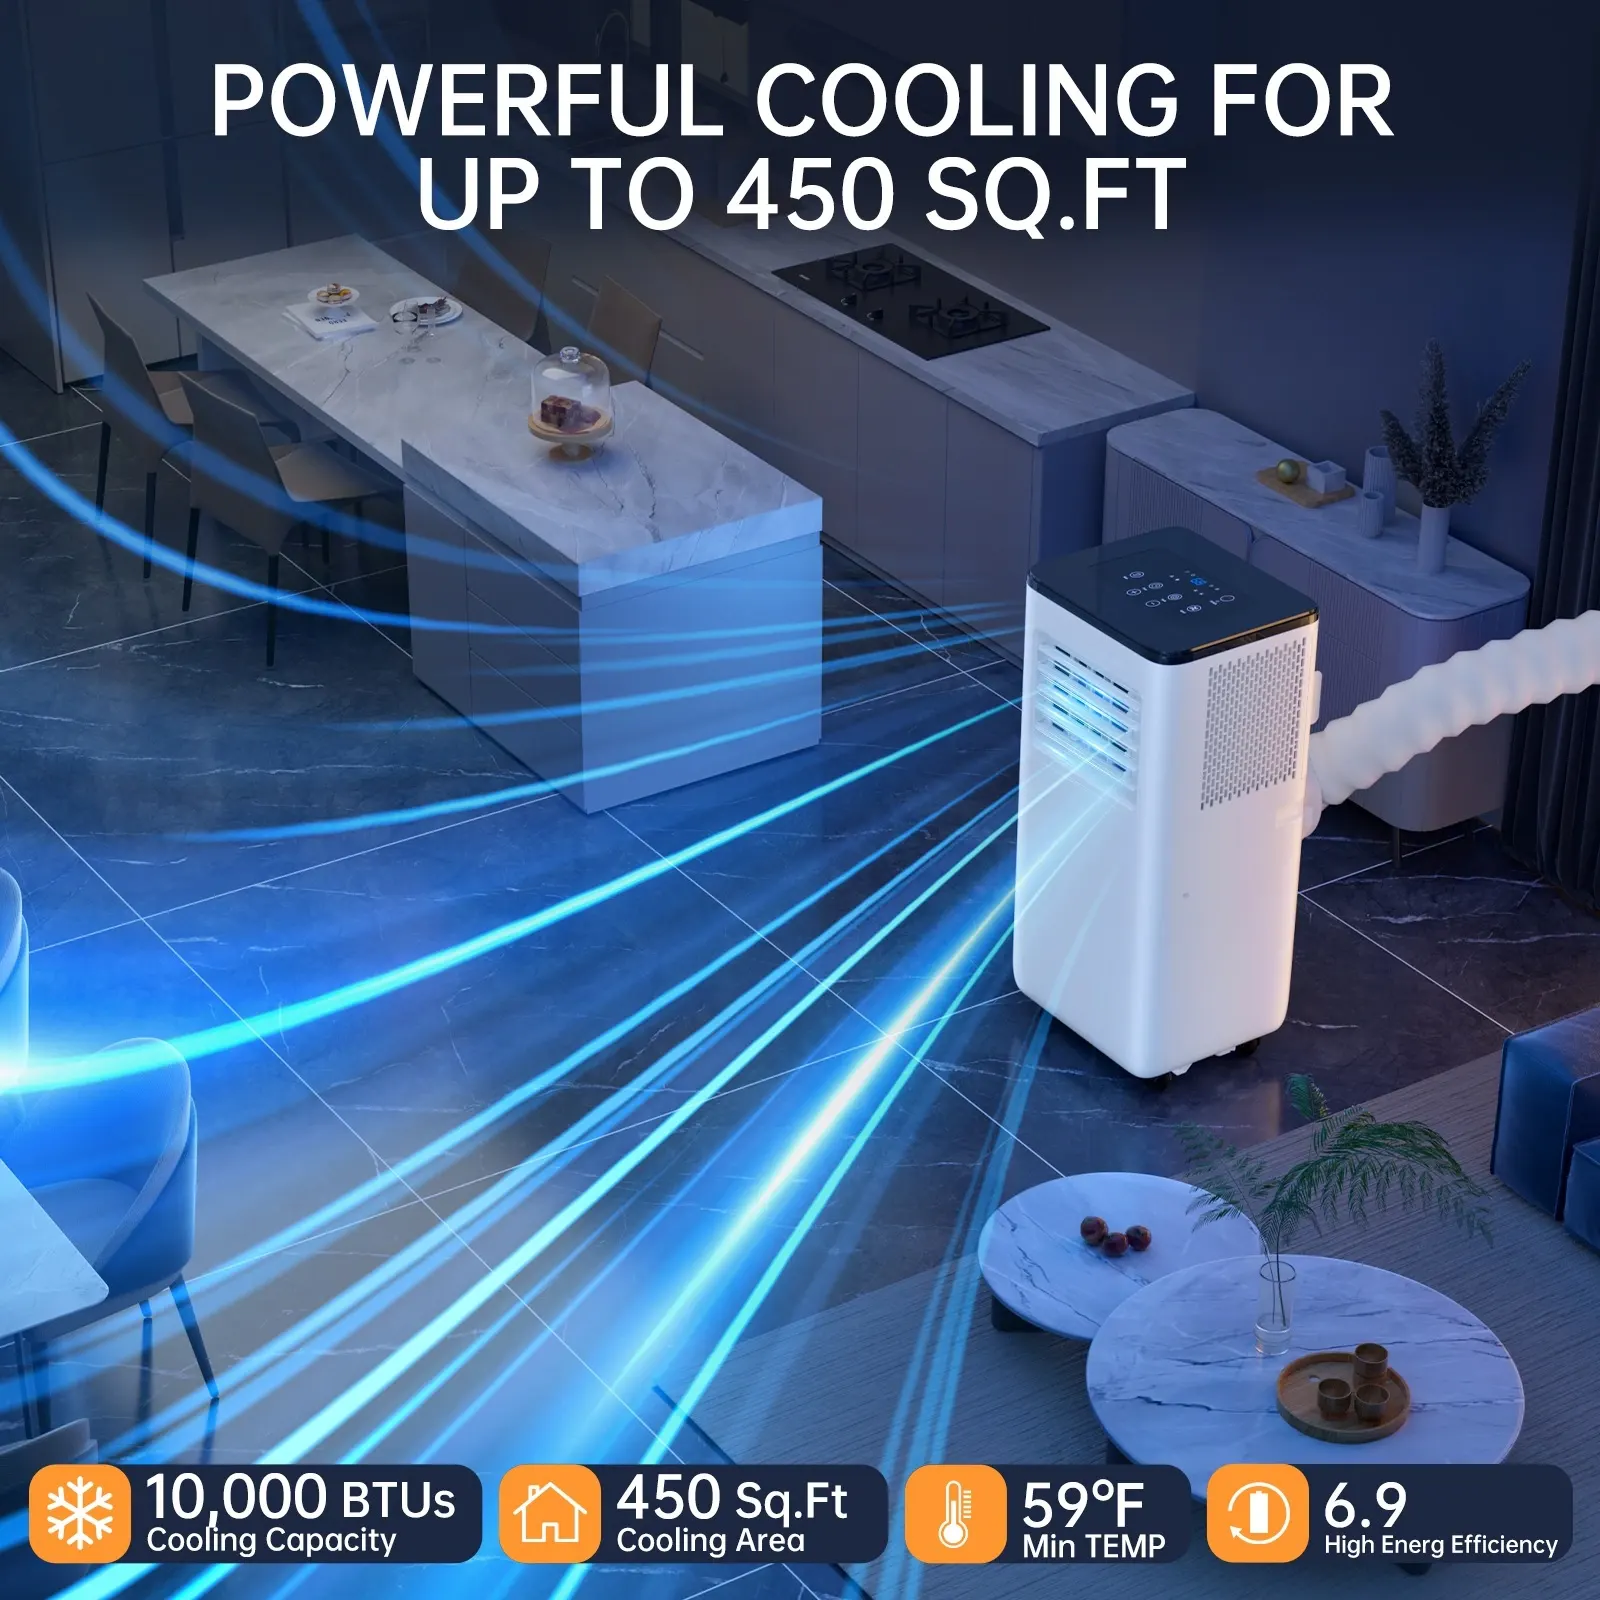 POWERFUL COOLING FOR
UP TO 450 SQ.FT
10,000 BTUs
Cooling Capacity
450 Sq.Ft
Cooling Area
59°F
Min TEMP
6.9
High Energ Efficiency